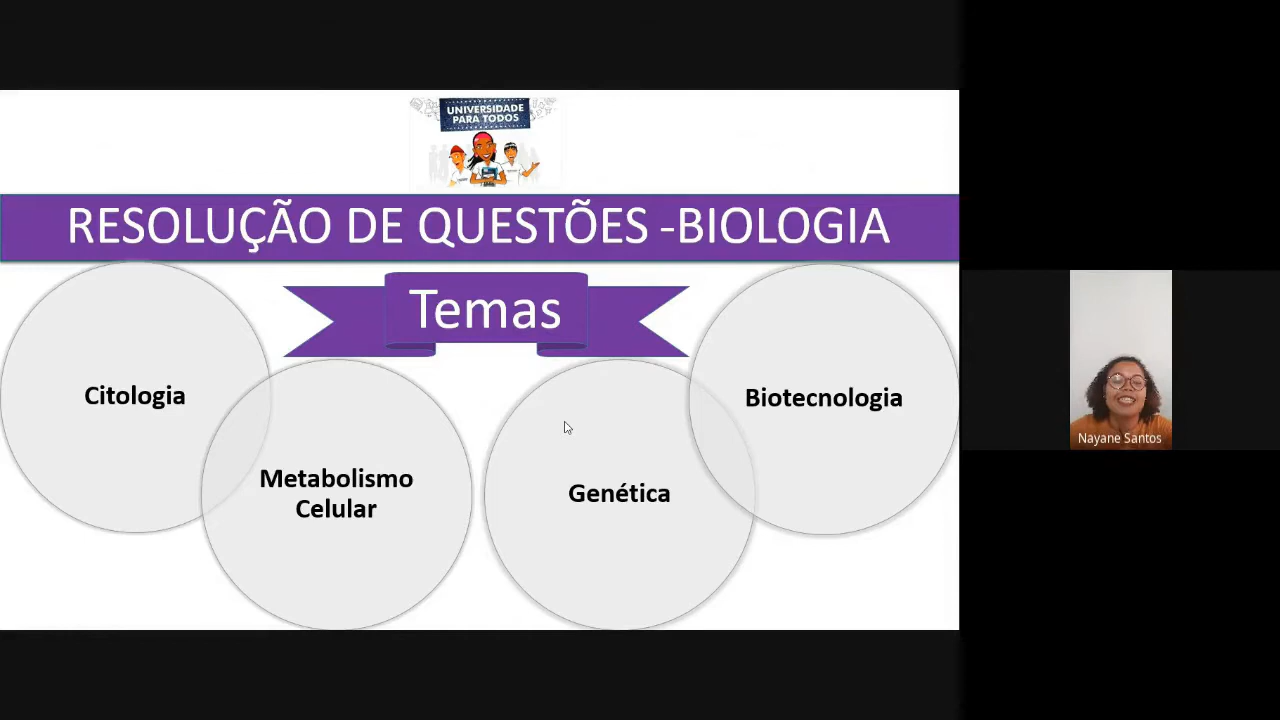 UNIVERSIDADE
PARA TODOS
RESOLUÇÃO DE QUESTÕES -BIOLOGIA
Temas
Citologia
Metabolismo
Celular
Genética
Biotecnologia
Nayane Santos